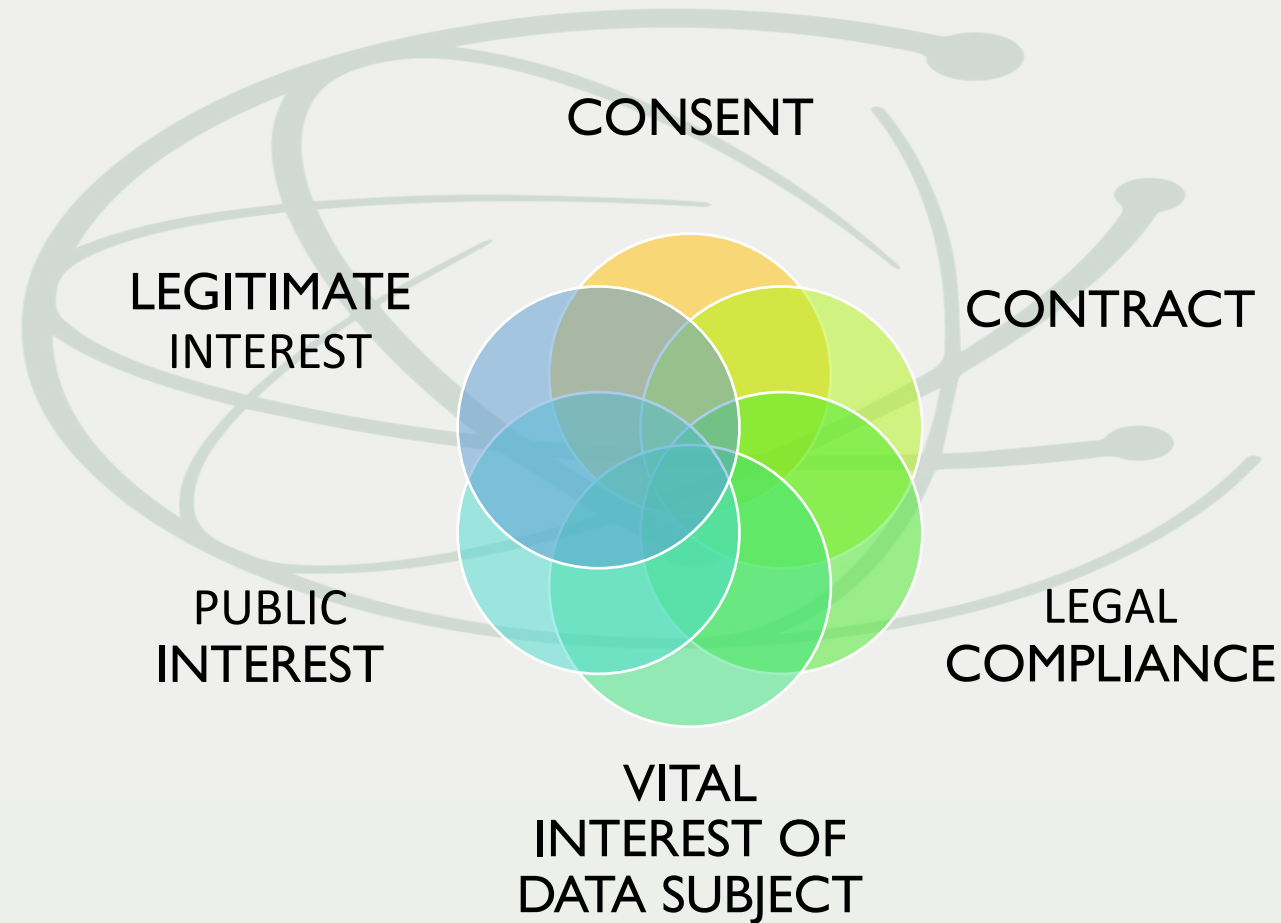 CONSENT
CONTRACT
LEGAL
COMPLIANCE
VITAL
INTEREST OF
DATA SUBJECT
PUBLIC
INTEREST
LEGITIMATE
INTEREST